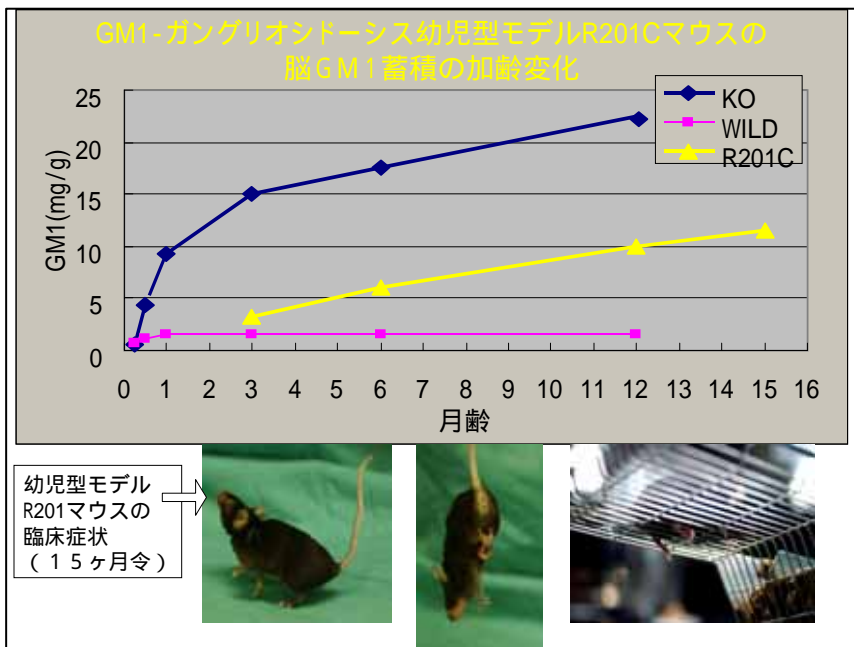 GM1-ガングリオシドーシス幼児型モデルR201Cマウスの
脳GM1蓄積の加齢変化
KO
WILD
R201C
GM1(mg/g)
25
20
15
10
5
0
0 1 2 3 4 5 6 7 8 9 10 11 12 13 14 15 16
月齢
幼児型モデル
R201マウスの
臨床症状
(15ヶ月令)